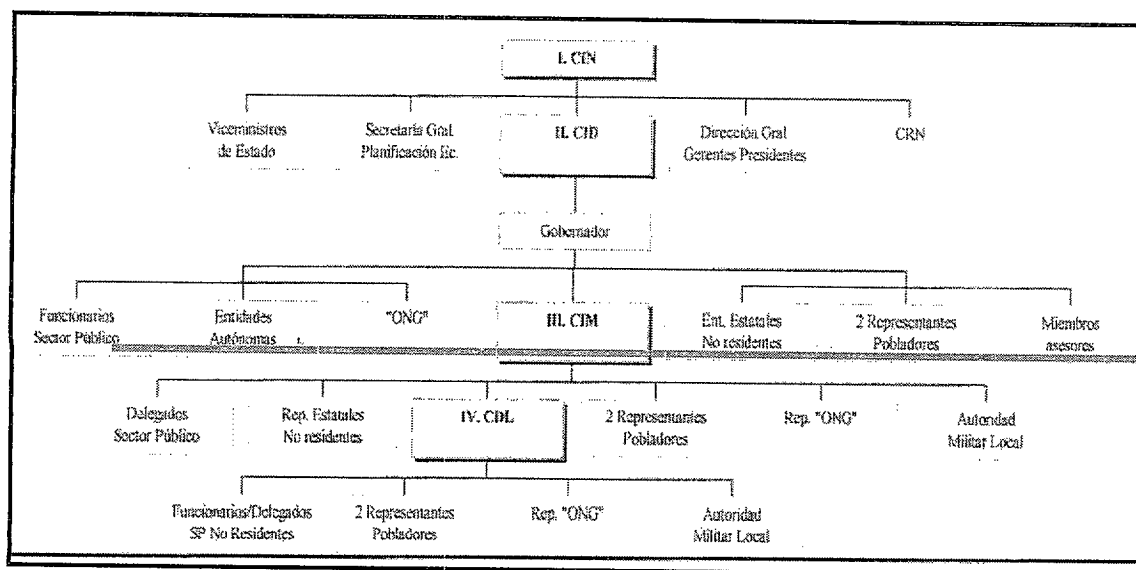 I. CIN
Viceministros
de Estado
Secretaría Gral.
Planificación Ec.
II. CID
Dirección Gral
Gerentes Presidentes
CRN
Gobernador
Funcionarios
Sector Público
Entidades
Autónomas
"ONG"
III. CIM
Ent. Estatales
No residentes
2 Representantes
Pobladores
Miembros
asesores
Delegados
Sector Público
Rep. Estatales
No residentes
IV. CDL
2 Representantes
Pobladores
Rep. "ONG"
Autoridad
Militar Local
Funcionarios/Delegados
SP No Residentes
2 Representantes
Pobladores
Rep. "ONG"
Autoridad
Militar Local